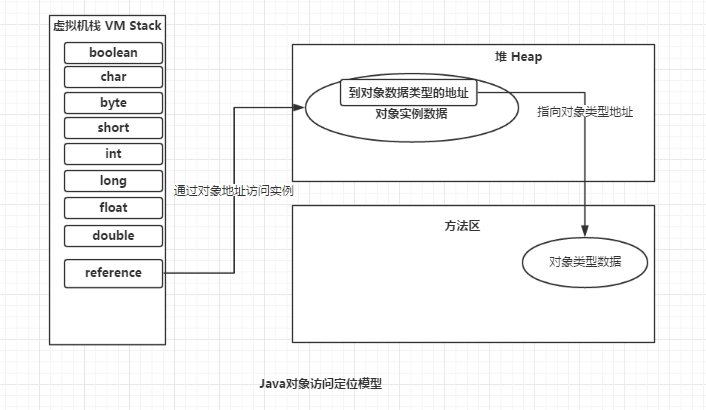 虚拟机栈 VM Stack
boolean
char
byte
short
int
long
float
double
reference
通过对象地址访问实例
堆 Heap
到对象数据类型的地址
对象实例数据
指向对象类型地址
方法区
对象类型数据
Java对象访问定位模型